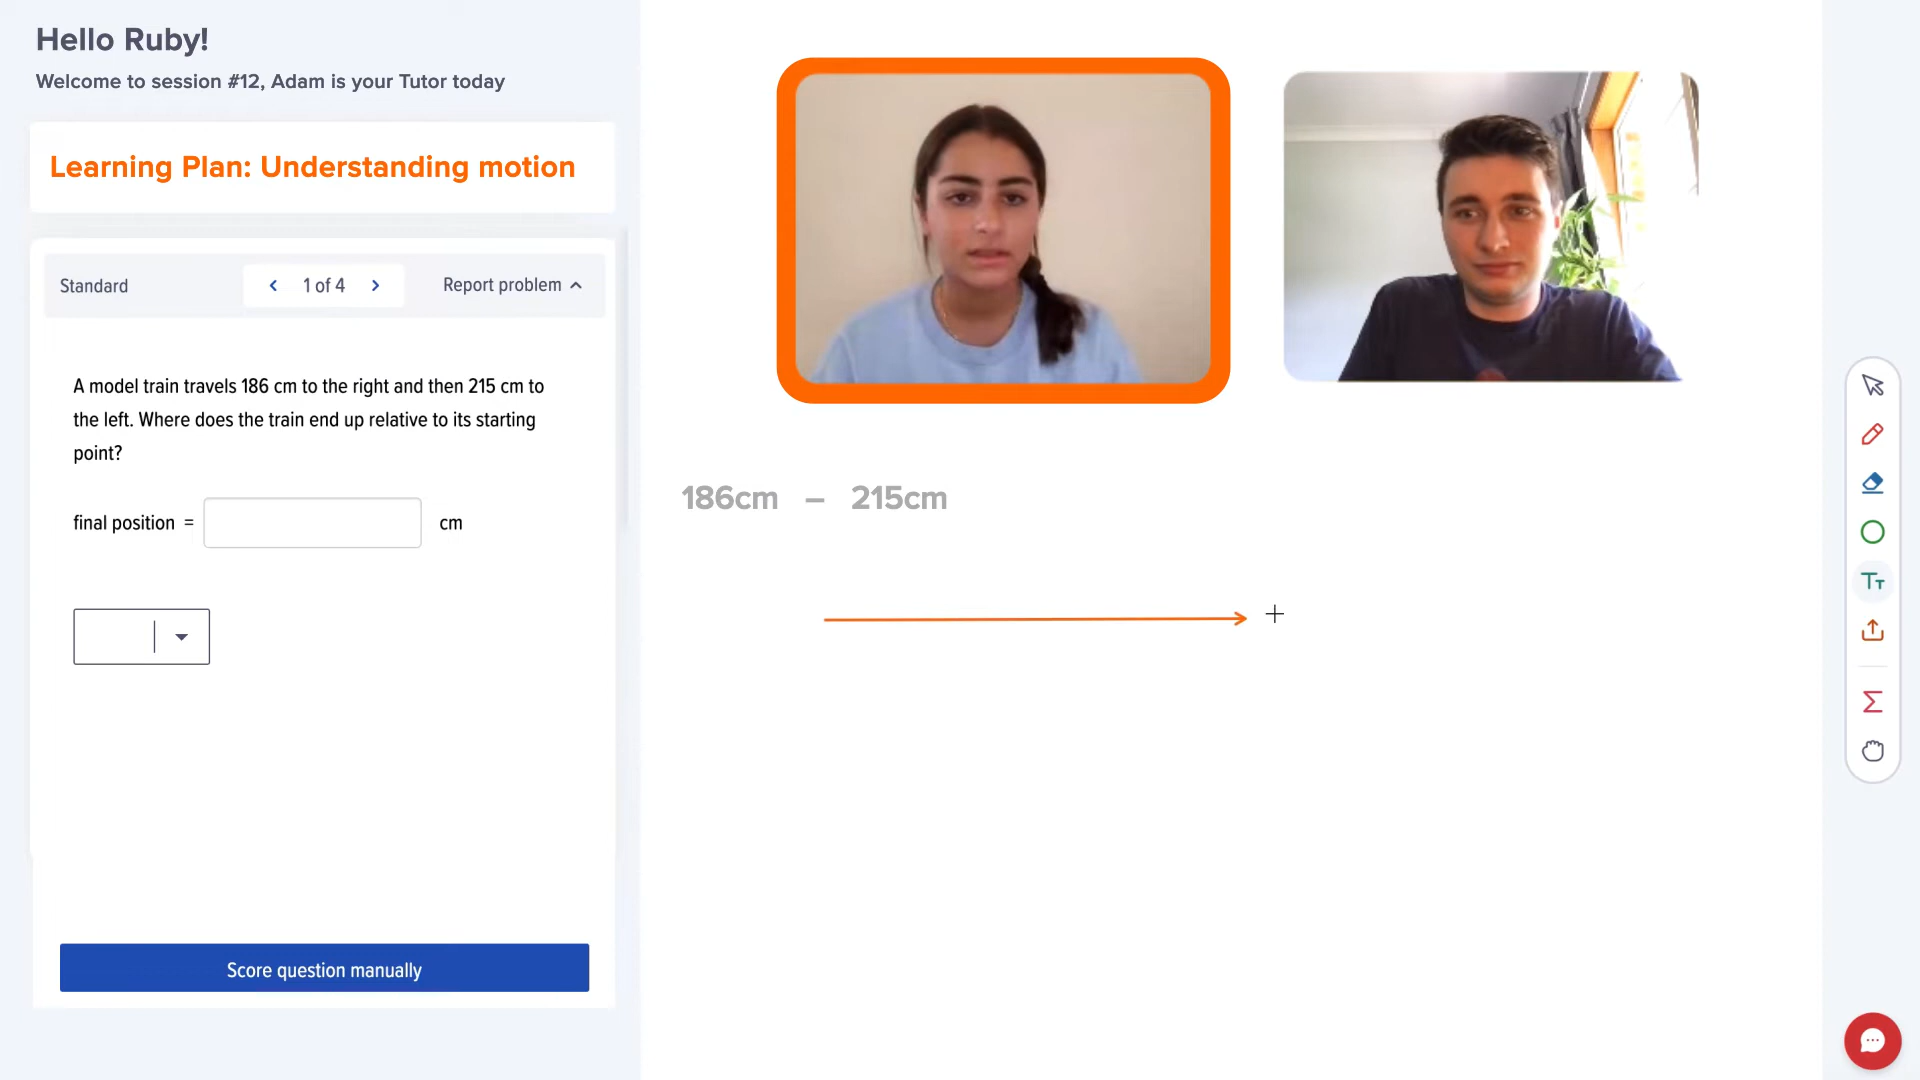 Hello Ruby!
Welcome to session #12, Adam is your Tutor today
Learning Plan: Understanding motion
Standard
1 of 4
Report problem
A model train travels 186 cm to the right and then 215 cm to
the left. Where does the train end up relative to its starting
point?
final position =
cm
Score question manually
186cm – 215cm